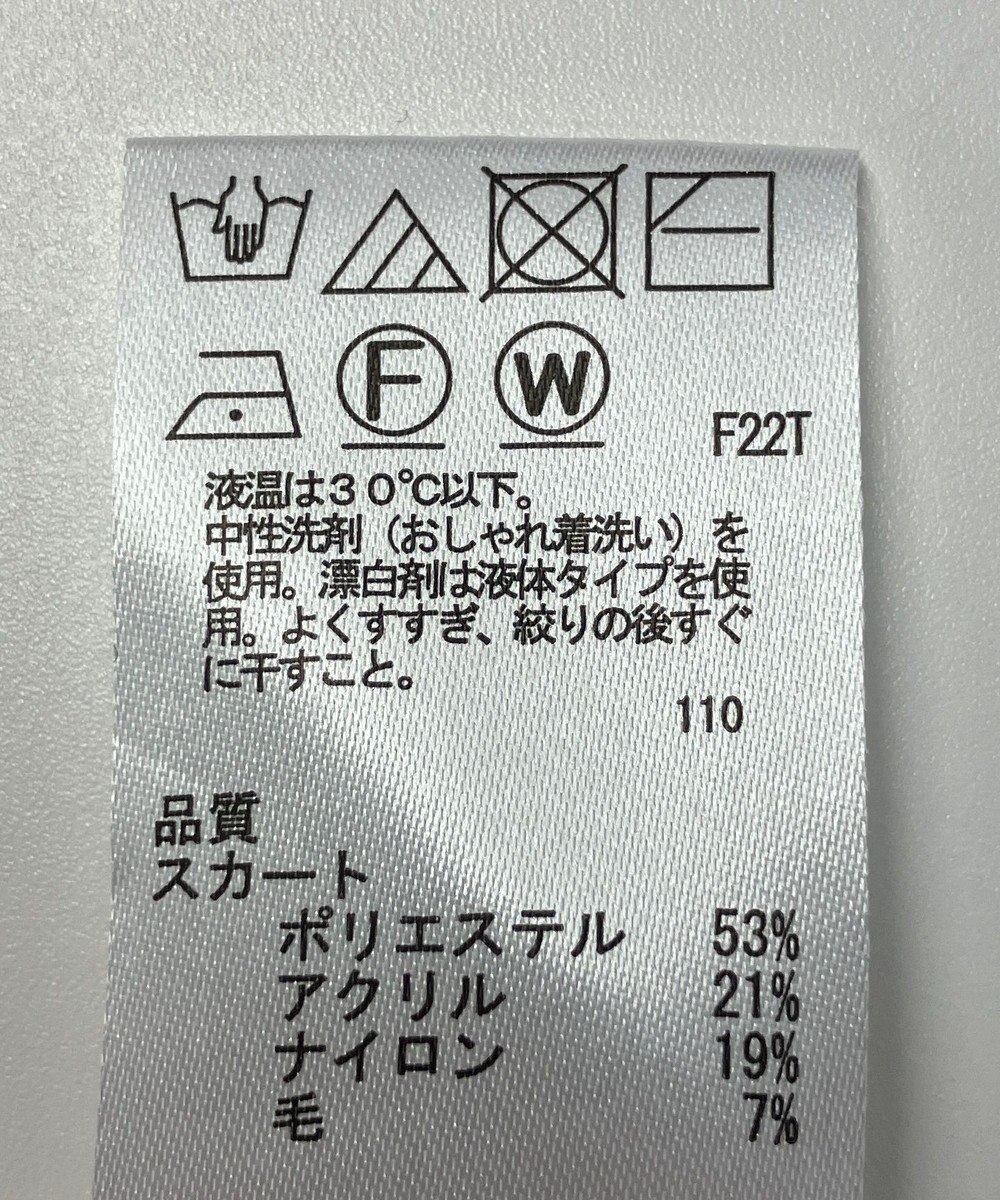 F
W
F22T
液温は30℃以下。
中性洗剤（おしゃれ着洗い）を
使用。漂白剤は液体タイプを使
用。よくすすぎ、絞りの後すぐ
に干すこと。
110
品質
スカート
ポリエステル 53%
アクリル 21%
ナイロン 19%
毛 7%